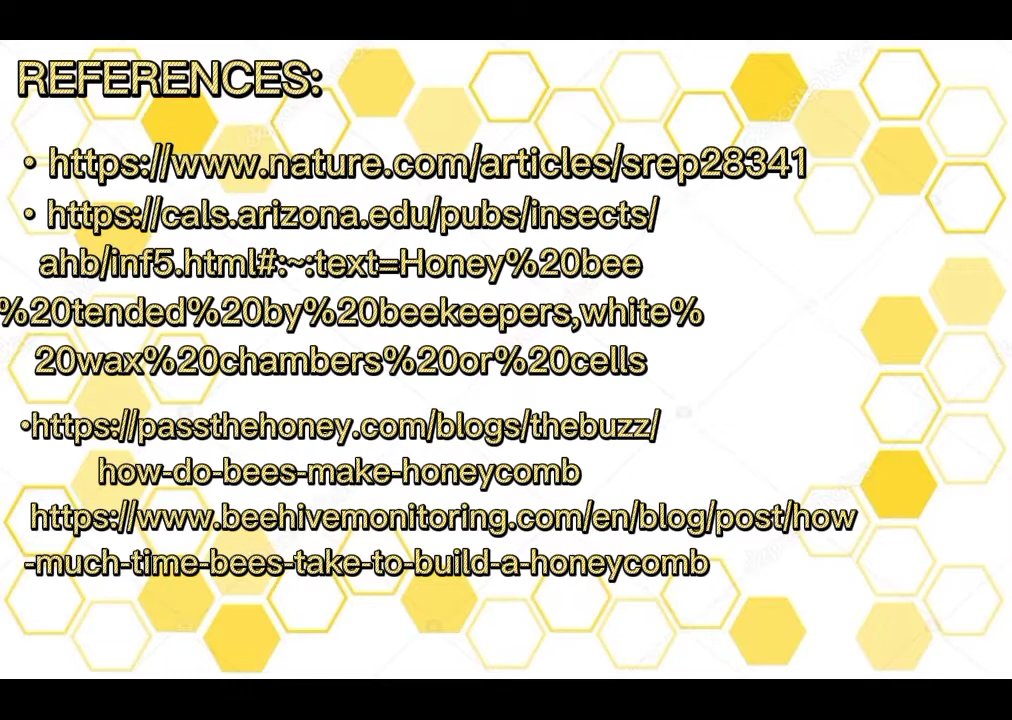 REFERENCES:
• https://www.nature.com/articles/srep28341
• https://cals.arizona.edu/pubs/insects/
ahb/inf5.html#:~:text=Honey%20bee
%20tended%20by%20beekeepers,white%
20wax%20chambers%20or%20cells
•https://passthehoney.com/blogs/thebuzz/
how-do-bees-make-honeycomb
https://www.beehivemonitoring.com/en/blog/post/how
-much-time-bees-take-to-build-a-honeycomb